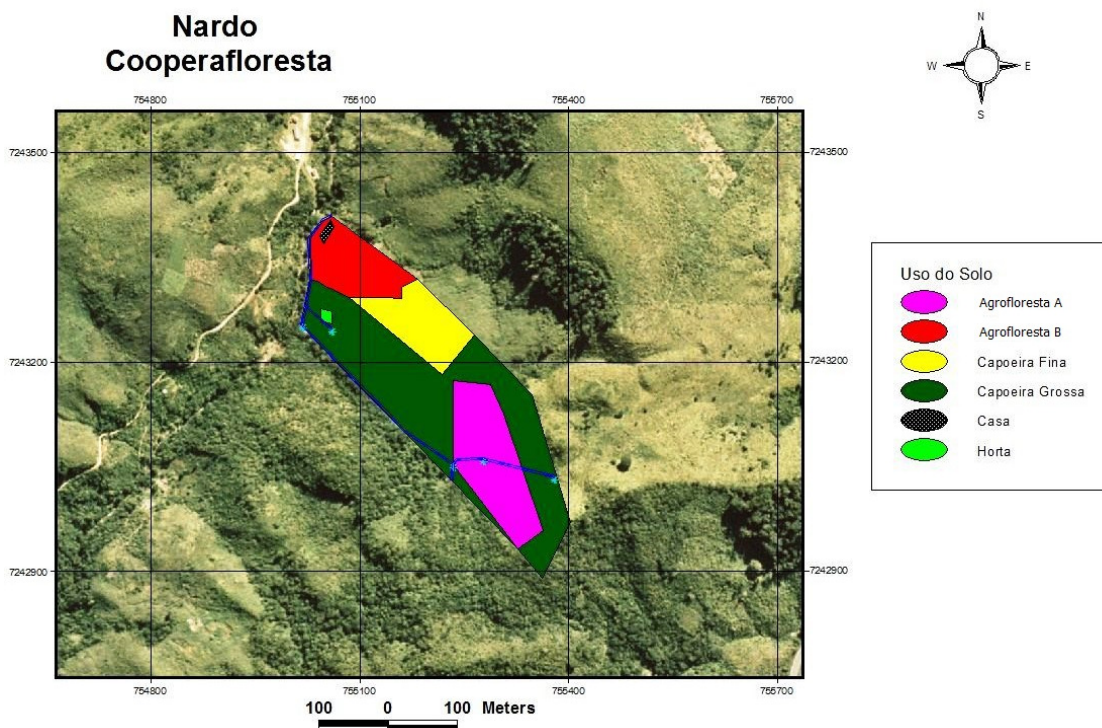 Nardo
Cooperafloresta
N
W E
S
754800 755100 755400 755700
7243500 7243500
7243200 7243200
7242900 7242900
754800 755100 755400 755700
100 0 100 Meters
Uso do Solo
Agrofloresta A
Agrofloresta B
Capoeira Fina
Capoeira Grossa
Casa
Horta